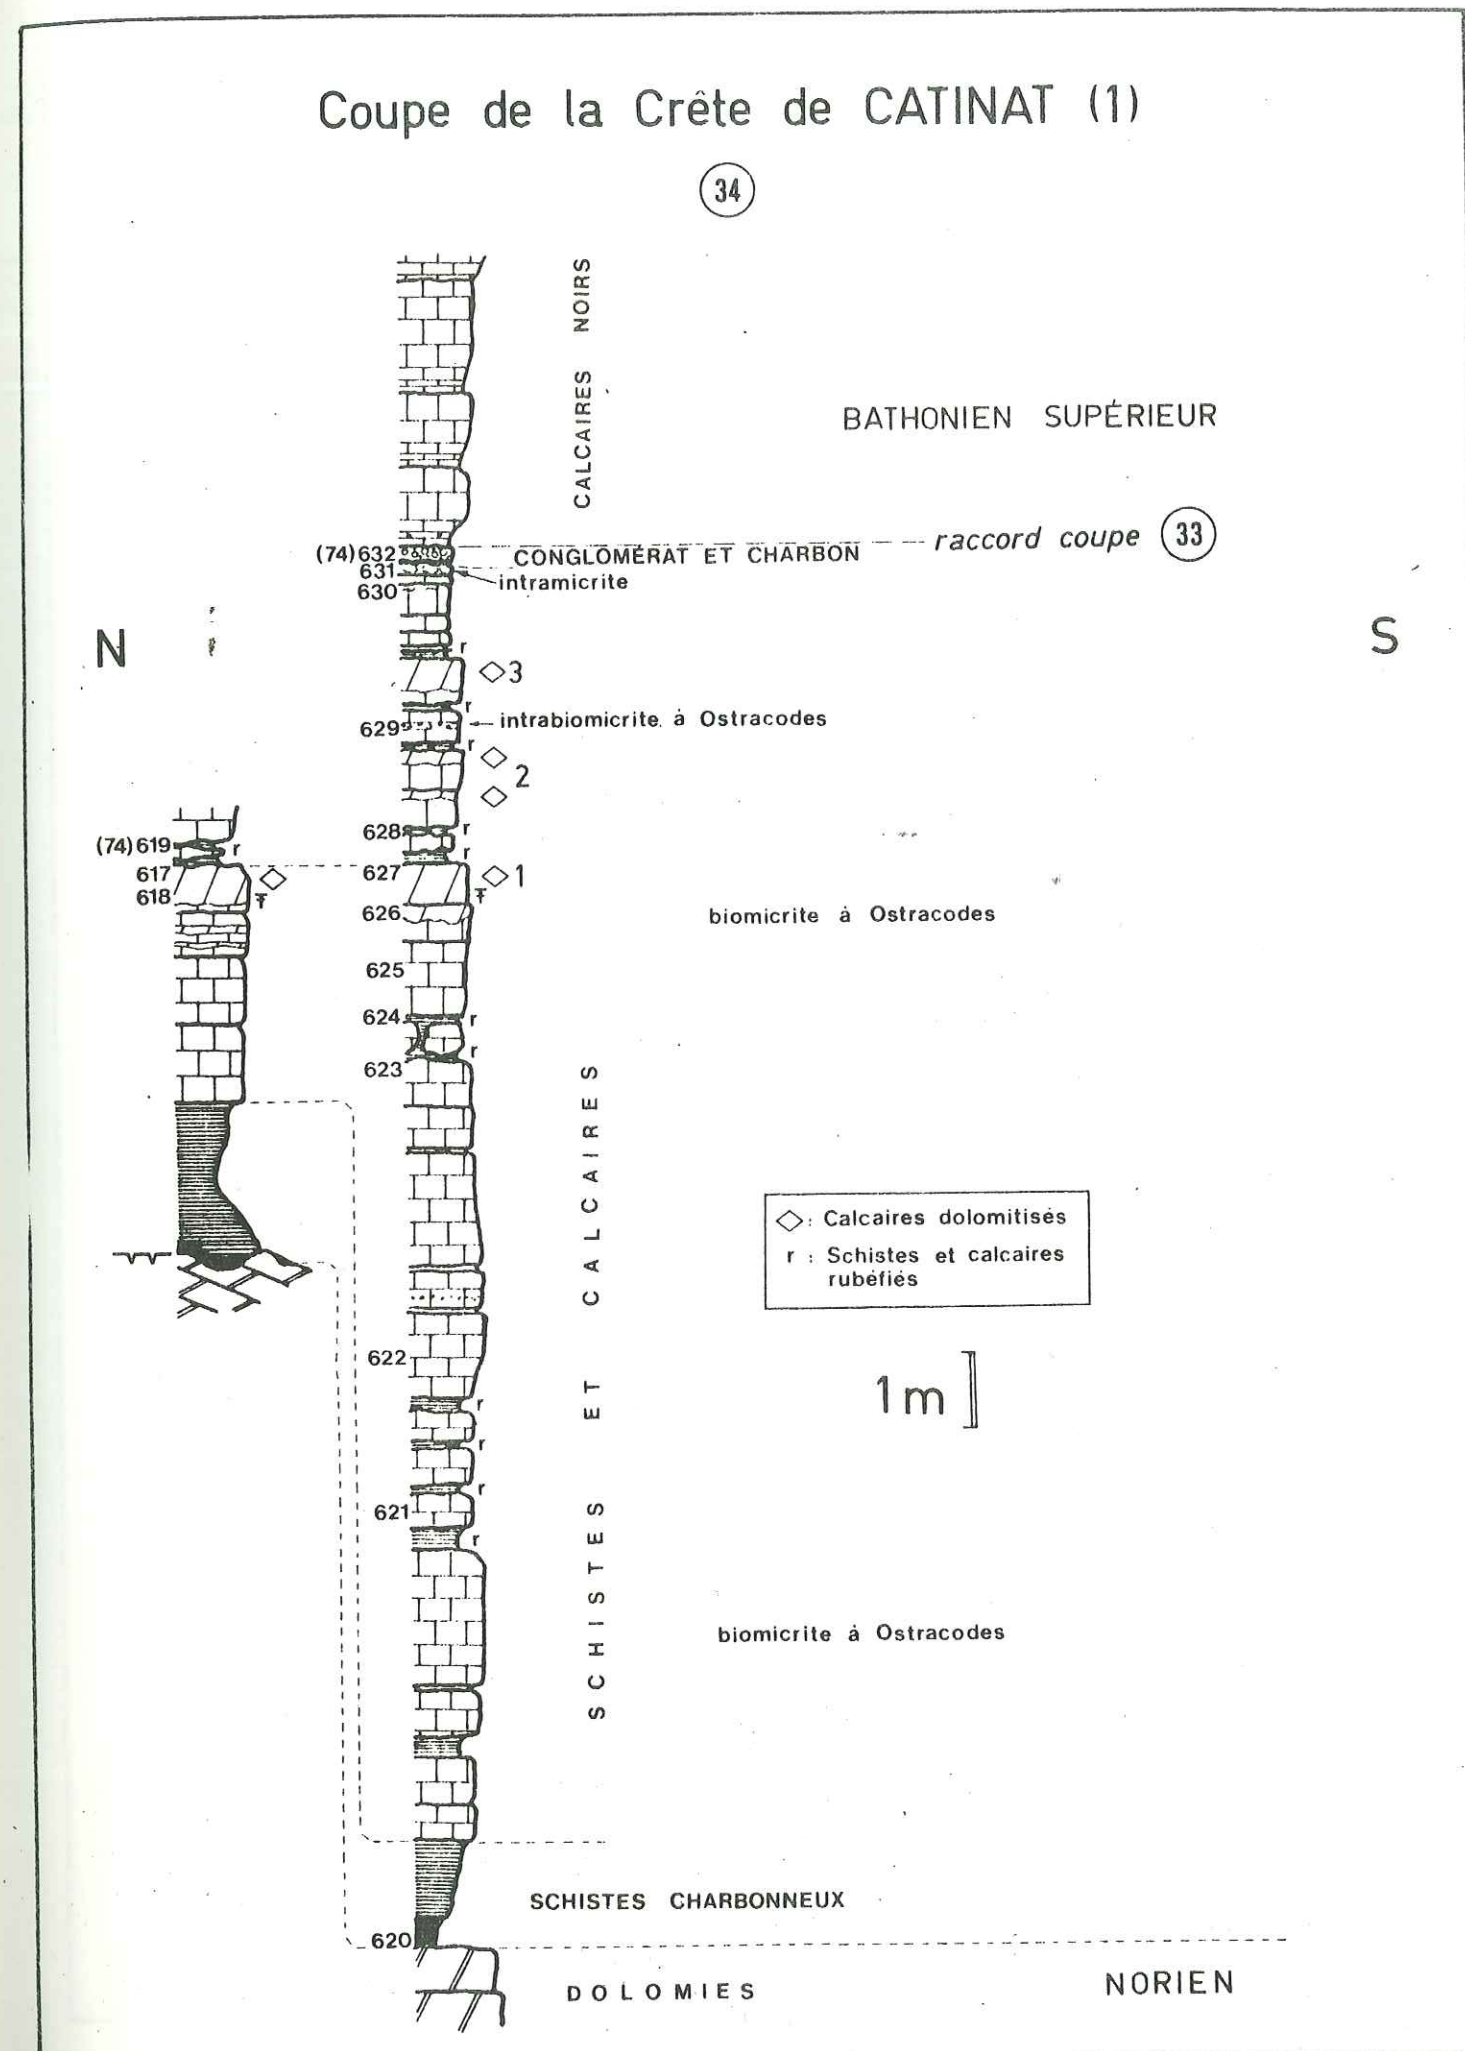 Coupe de la Crête de CATINAT (1)
34
CALCAIRES NOIRS
BATHONIEN SUPÉRIEUR
raccord coupe 33
(74) 632
CONGLOMÉRAT ET CHARBON
631
intramicrite
630
N
S
r
3
r
629
intrabiomicrite à Ostracodes
r
2
628
r
(74) 619
r
r
617
627
1
618
626
biomicrite à Ostracodes
625
624
r
r
623
SCHISTES ET CALCAIRES
: Calcaires dolomitisés
r : Schistes et calcaires
rubéfiés
622
1m
r
r
r
621
r
biomicrite à Ostracodes
SCHISTES CHARBONNEUX
620
DOLOMIES
NORIEN